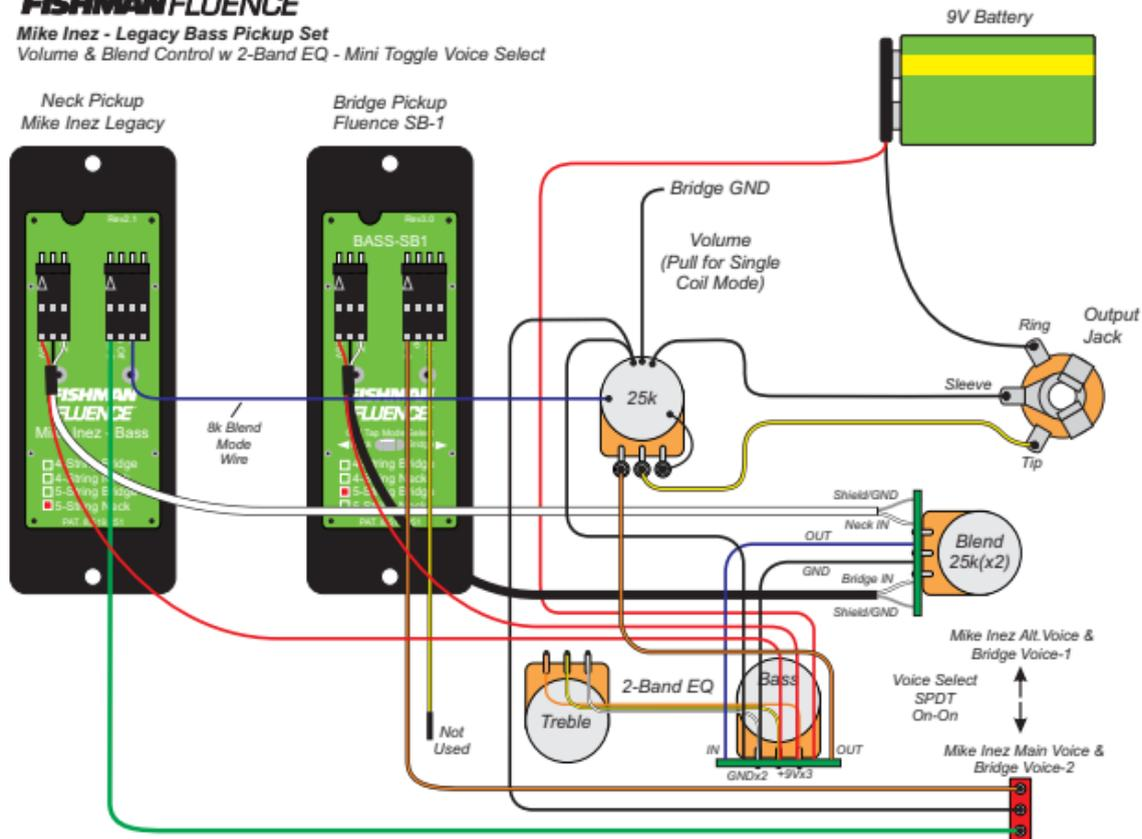 FISHMAN FLUENCE
Mike Inez - Legacy Bass Pickup Set
Volume & Blend Control w 2-Band EQ - Mini Toggle Voice Select
9V Battery
Neck Pickup
Mike Inez Legacy
Bridge Pickup
Fluence SB-1
Rev2.1
Rev3.0
BASS-SB1
Bridge GND
Volume
(Pull for Single
Coil Mode)
Ring
Output
Jack
Sleeve
Tip
25k
FISHMAN
FLUENCE
Mike Inez - Bass
4-String Bridge
4-String Neck
5-String Bridge
5-String Neck
8k Blend
Mode
Wire
FISHMAN
FLUENCE
Tap Mode Select
4-String Bridge
4-String
5-String Bridge
Shield/GND
Neck IN
OUT
GND
Bridge IN
Shield/GND
Blend
25k(x2)
Mike Inez Alt.Voice &
Bridge Voice-1
Voice Select
SPDT
On-On
Mike Inez Main Voice &
Bridge Voice-2
2-Band EQ
Treble
Bass
Not
Used
IN
OUT
GNDx2
+9Vx3